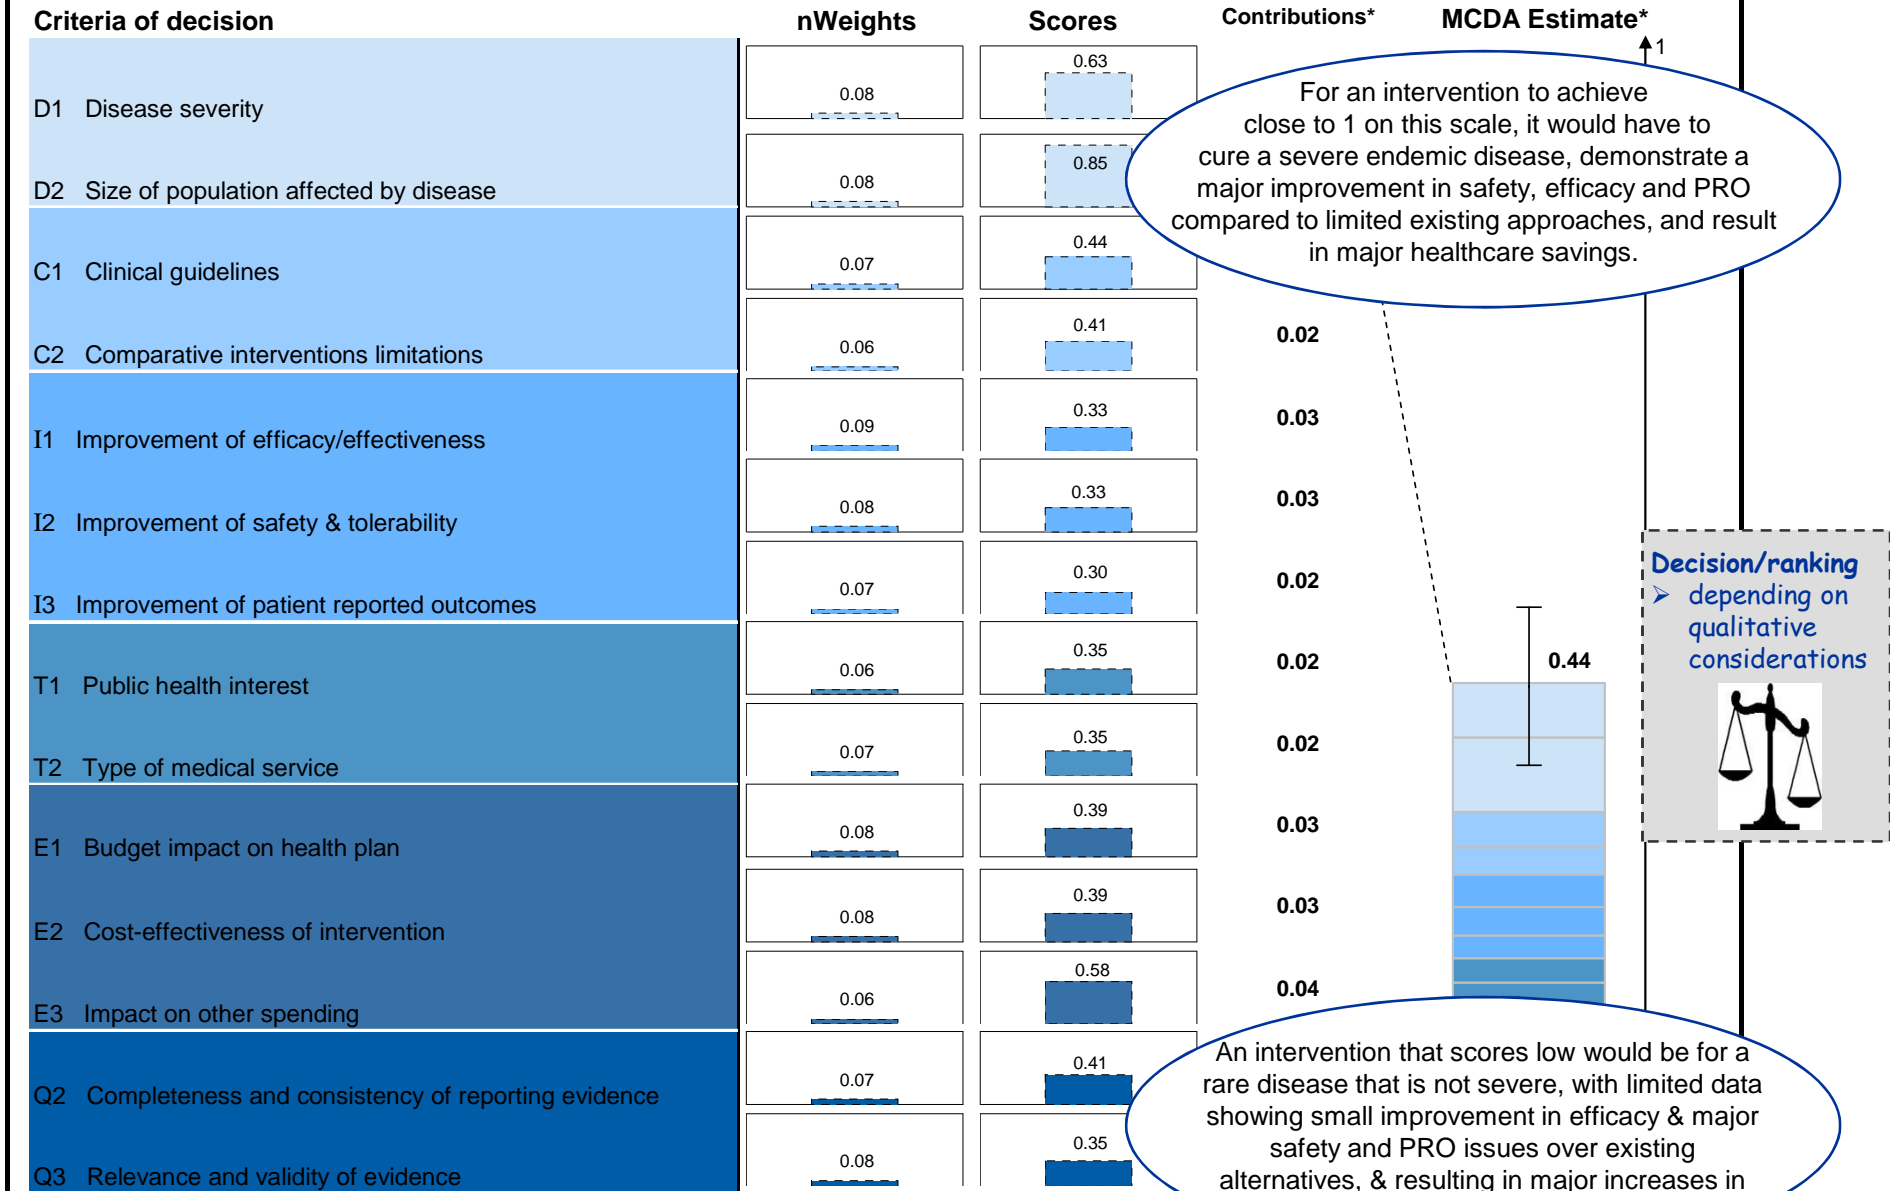 Criteria of decision nWeights Scores Contributions* MCDA Estimate*
1
D1 Disease severity 0.08 0.63
D2 Size of population affected by disease 0.08 0.85
For an intervention to achieve
close to 1 on this scale, it would have to
cure a severe endemic disease, demonstrate a
major improvement in safety, efficacy and PRO
compared to limited existing approaches, and result
in major healthcare savings.
C1 Clinical guidelines 0.07 0.44
C2 Comparative interventions limitations 0.06 0.41 0.02
I1 Improvement of efficacy/effectiveness 0.09 0.33 0.03
I2 Improvement of safety & tolerability 0.08 0.33 0.03
I3 Improvement of patient reported outcomes 0.07 0.30 0.02
T1 Public health interest 0.06 0.35 0.02
0.44
Decision/ranking
➢ depending on
qualitative
considerations
T2 Type of medical service 0.07 0.35 0.02
E1 Budget impact on health plan 0.08 0.39 0.03
E2 Cost-effectiveness of intervention 0.08 0.39 0.03
E3 Impact on other spending 0.06 0.58 0.04
Q2 Completeness and consistency of reporting evidence 0.07 0.41
Q3 Relevance and validity of evidence 0.08 0.35
An intervention that scores low would be for a
rare disease that is not severe, with limited data
showing small improvement in efficacy & major
safety and PRO issues over existing
alternatives, & resulting in major increases in